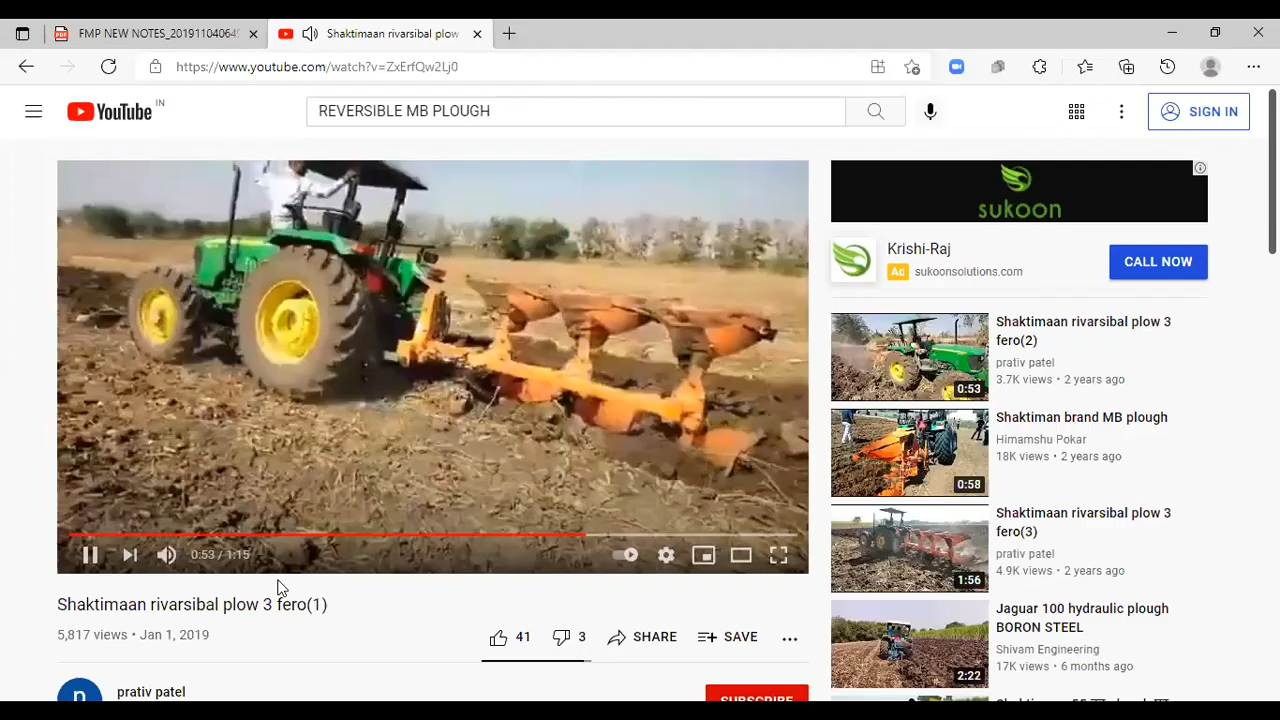 FMP NEW NOTES_20191104064
Shaktimaan rivarsibal plow
https://www.youtube.com/watch?v=ZxErfQw2Lj0
YouTube IN
REVERSIBLE MB PLOUGH
SIGN IN
sukoon
Krishi-Raj
Ad sukoonsolutions.com
CALL NOW
Shaktimaan rivarsibal plow 3
fero(2)
prativ patel
3.7K views • 2 years ago
0:53
Shaktiman brand MB plough
Himamshu Pokar
18K views • 2 years ago
0:58
Shaktimaan rivarsibal plow 3
fero(3)
prativ patel
4.9K views • 2 years ago
1:56
Jaguar 100 hydraulic plough
BORON STEEL
Shivam Engineering
17K views • 6 months ago
2:22
0:53 / 1:15
Shaktimaan rivarsibal plow 3 fero(1)
5,817 views • Jan 1, 2019
41
3
SHARE
SAVE
p
prativ patel
SUBSCRIBE